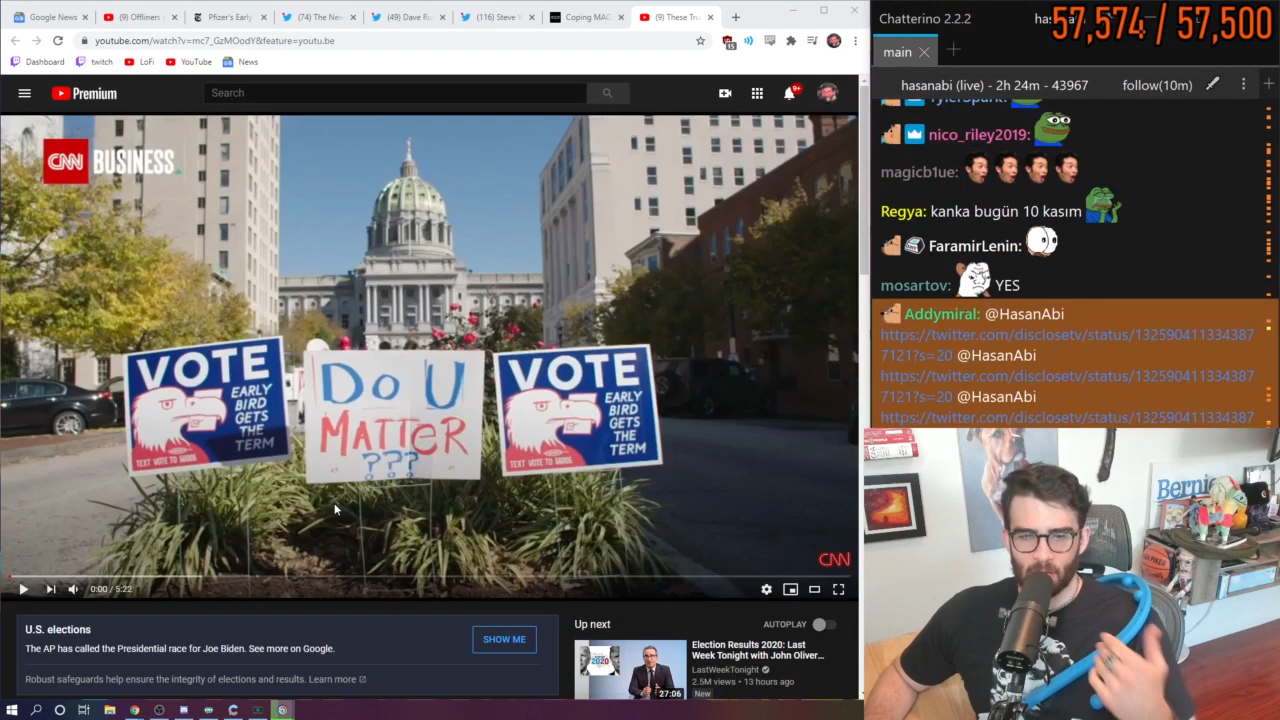 (9) Offliners
Google News
Pfizer's Early
(74) The Nev
(49) Dave Ru
(116) Steve
Coping MAG
(9) These Tru
youtube.com/watch?v=mc7_GzMOodY&feature=youtu.be
15
Dashboard
twitch
LoFi
YouTube
News
Premium
Search
9+
CNN BUSINESS
VOTE
EARLY
BIRD
GETS
THE
TERM
Do U
MATTeR
???
VOTE
EARLY
BIRD
GETS
THE
TERM
CNN
0:00 / 5:22
U.S. elections
The AP has called the Presidential race for Joe Biden. See more on Google.
SHOW ME
Robust safeguards help ensure the integrity of elections and results. Learn more
Up next
AUTOPLAY
2020
27:06
Election Results 2020: Last
Week Tonight with John Oliver...
LastWeekTonight
2.5M views • 13 hours ago
New
Chatterino 2.2.2
57,574 / 57,500
main
hasanabi (live) - 2h 24m - 43967
follow(10m)
nico_riley2019:
magicb1ue:
Regya: kanka bugün 10 kasım
FaramirLenin:
mosartov: YES
Addymiral: @HasanAbi
https://twitter.com/disclosetv/status/132590411334387
7121?s=20 @HasanAbi
https://twitter.com/disclosetv/status/132590411334387
7121?s=20 @HasanAbi
https://twitter.com/disclosetv/status/132590411334387
Bernie